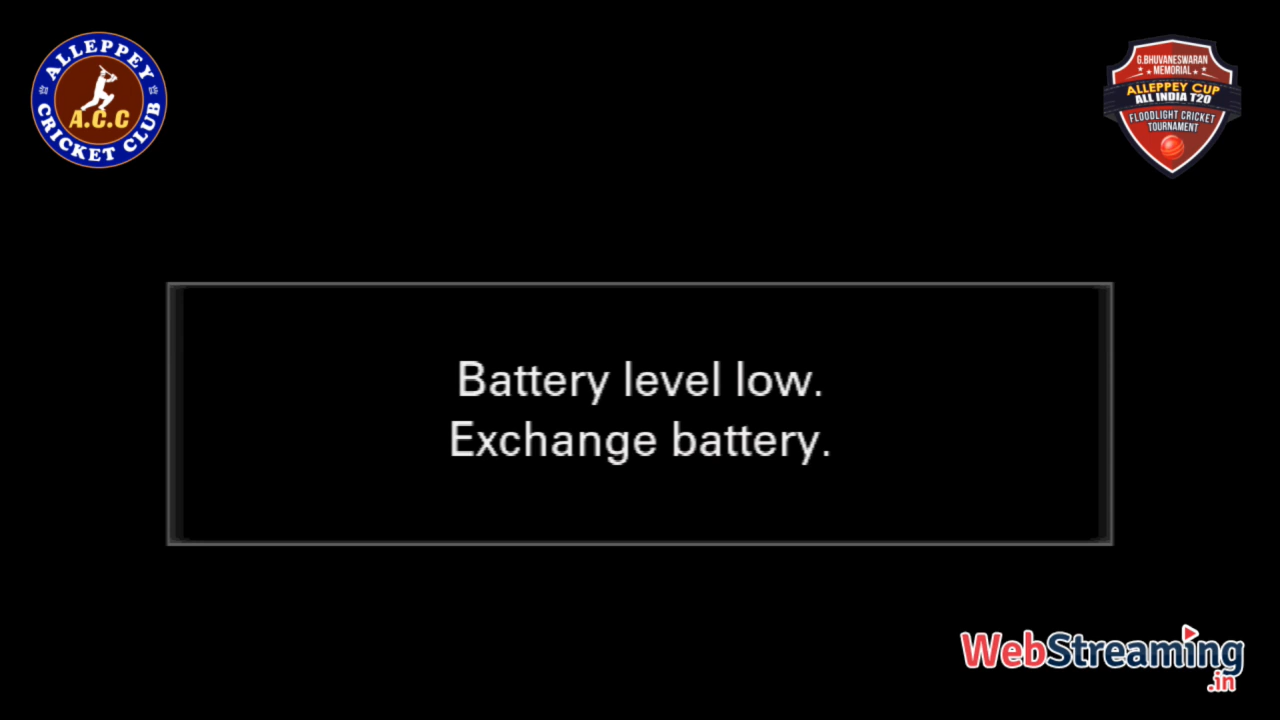 ALLEPPEY
A.C.C
CRICKET CLUB
G.BHUVANESWARAN
MEMORIAL
ALLEPPEY CUP
ALL INDIA T20
FLOODLIGHT CRICKET
TOURNAMENT
Battery level low.
Exchange battery.
WebStreaming
.in